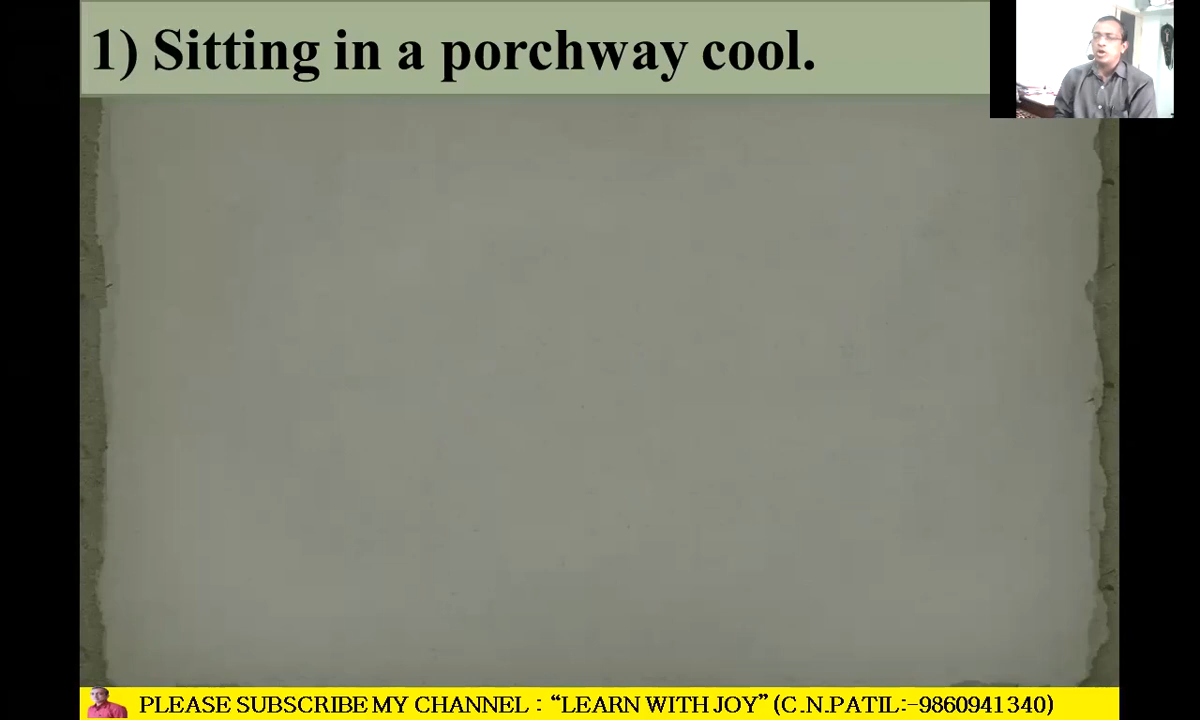 1) Sitting in a porchway cool.
PLEASE SUBSCRIBE MY CHANNEL : “LEARN WITH JOY” (C.N.PATIL:-9860941340)